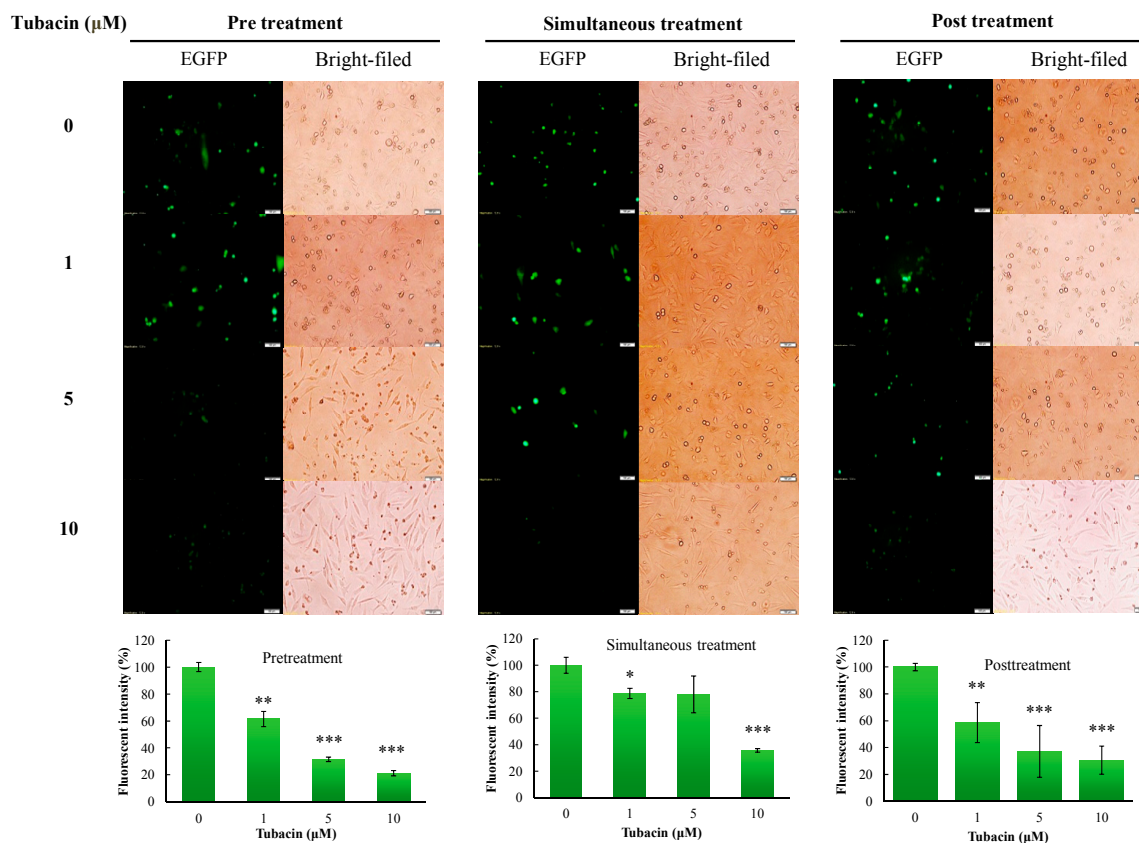 Tubacin (μM) Pre treatment Simultaneous treatment Post treatment
EGFP Bright-filed EGFP Bright-filed EGFP Bright-filed
0
1
5
10
120
100
80
60
40
20
0
Fluorescent intensity (%)
Pretreatment
**
***
***
0 1 5 10
Tubacin (μM)
120
100
80
60
40
20
0
Fluorescent intensity (%)
Simultaneous treatment
*
***
0 1 5 10
Tubacin (μM)
120
100
80
60
40
20
0
Fluorescent intensity (%)
Posttreatment
**
***
***
0 1 5 10
Tubacin (μM)